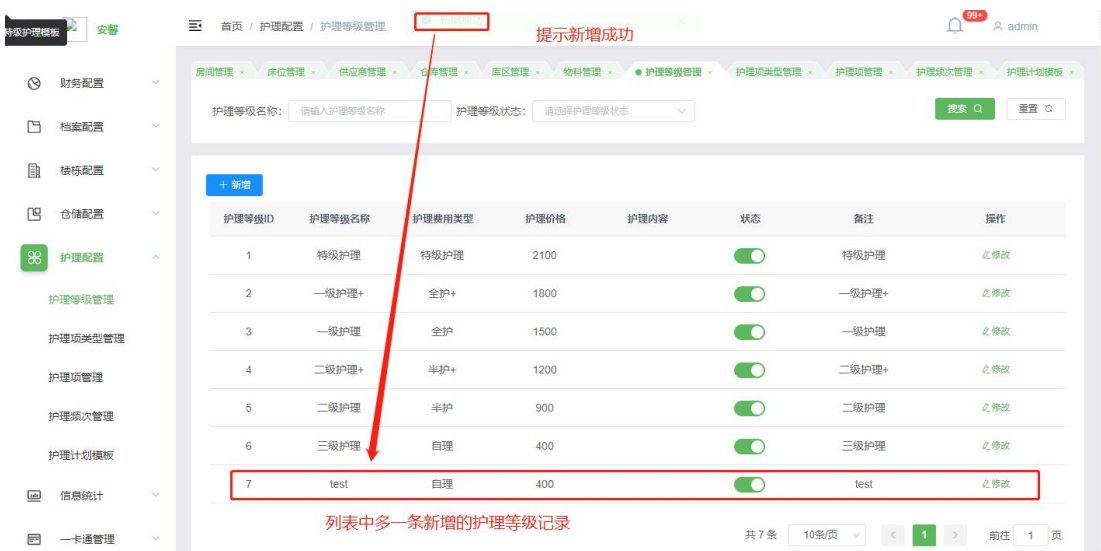 特级护理模板
安馨
首页 / 护理配置 / 护理等级管理
新增成功
提示新增成功
99+
admin
房间管理 × 床位管理 × 供应商管理 × 仓库管理 × 库区管理 × 物料管理 × 护理等级管理 × 护理项类型管理 × 护理项管理 × 护理频次管理 × 护理计划模板 ×
护理等级名称: 请输入护理等级名称 护理等级状态: 请选择护理等级状态 搜索 重置
+ 新增
护理等级ID 护理等级名称 护理费用类型 护理价格 护理内容 状态 备注 操作
1 特级护理 特级护理 2100 特级护理 修改
2 一级护理+ 全护+ 1800 一级护理+ 修改
3 一级护理 全护 1500 一级护理 修改
4 二级护理+ 半护+ 1200 二级护理+ 修改
5 二级护理 半护 900 二级护理 修改
6 三级护理 自理 400 三级护理 修改
7 test 自理 400 test 修改
列表中多一条新增的护理等级记录
共 7 条 10条/页 < 1 > 前往 1 页
财务配置
档案配置
楼栋配置
仓储配置
护理配置
护理等级管理
护理项类型管理
护理项管理
护理频次管理
护理计划模板
信息统计
一卡通管理